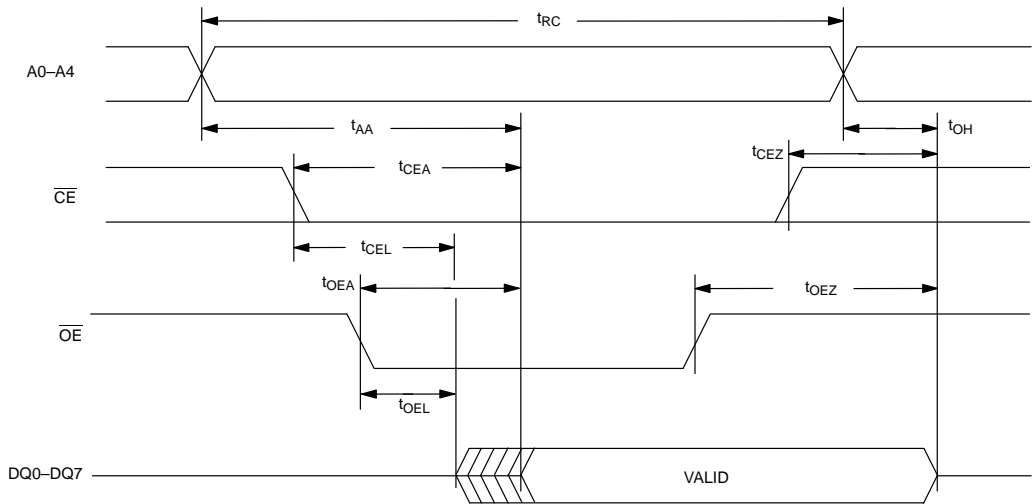 tRC
A0–A4
tAA
tOH
tCEZ
tCEA
CE
tCEL
tOEA
tOEZ
OE
tOEL
DQ0–DQ7
VALID